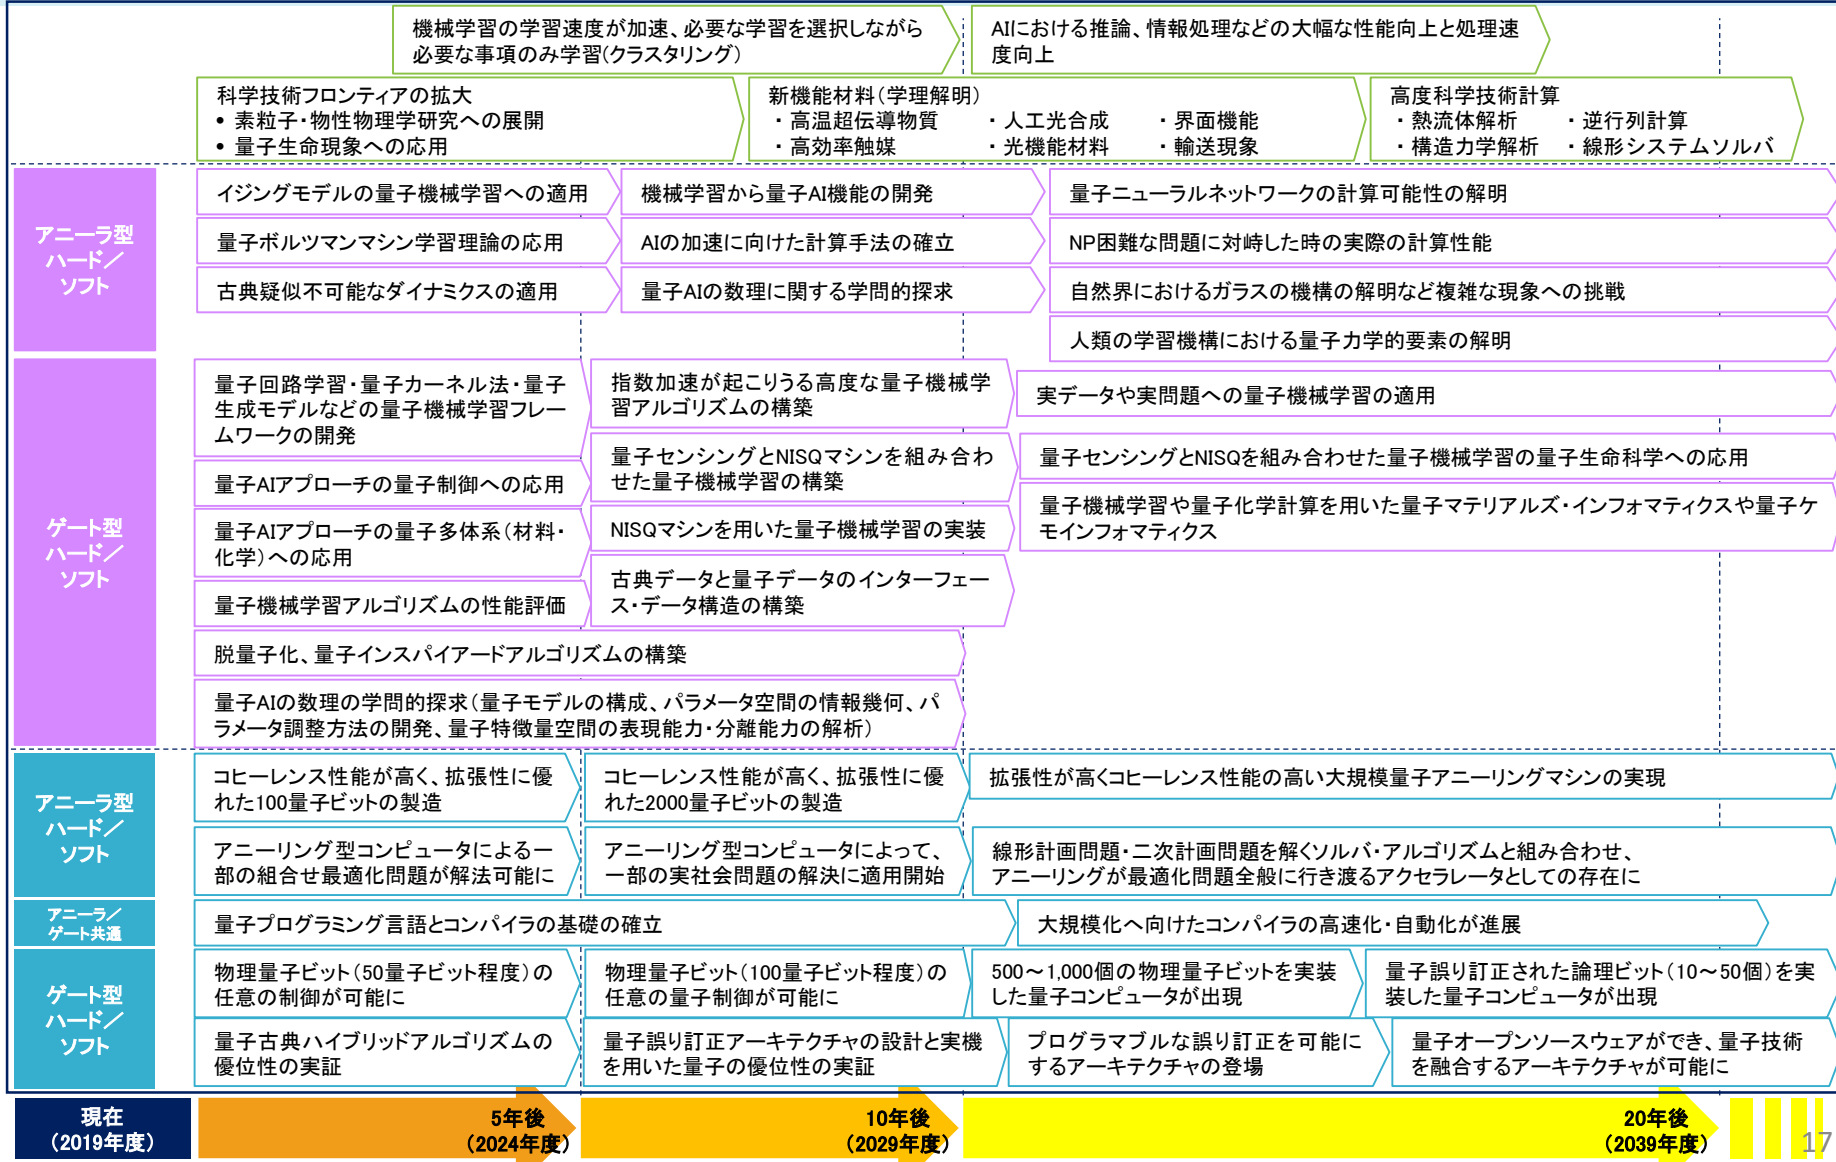 機械学習の学習速度が加速、必要な学習を選択しながら
必要な事項のみ学習(クラスタリング)
AIにおける推論、情報処理などの大幅な性能向上と処理速
度向上
科学技術フロンティアの拡大
• 素粒子・物性物理学研究への展開
• 量子生命現象への応用
新機能材料(学理解明)
・高温超伝導物質 ・人工光合成 ・界面機能
・高効率触媒 ・光機能材料 ・輸送現象
高度科学技術計算
・熱流体解析 ・逆行列計算
・構造力学解析 ・線形システムソルバ
アニーラ型
ハード／
ソフト
イジングモデルの量子機械学習への適用
機械学習から量子AI機能の開発
量子ニューラルネットワークの計算可能性の解明
量子ボルツマンマシン学習理論の応用
AIの加速に向けた計算手法の確立
NP困難な問題に対峙した時の実際の計算性能
古典疑似不可能なダイナミクスの適用
量子AIの数理に関する学問的探求
自然界におけるガラスの機構の解明など複雑な現象への挑戦
人類の学習機構における量子力学的要素の解明
ゲート型
ハード／
ソフト
量子回路学習・量子カーネル法・量子
生成モデルなどの量子機械学習フレー
ムワークの開発
量子AIアプローチの量子制御への応用
量子AIアプローチの量子多体系(材料・
化学)への応用
量子機械学習アルゴリズムの性能評価
指数加速が起こりうる高度な量子機械学
習アルゴリズムの構築
量子センシングとNISQマシンを組み合わ
せた量子機械学習の構築
NISQマシンを用いた量子機械学習の実装
古典データと量子データのインターフェー
ス・データ構造の構築
実データや実問題への量子機械学習の適用
量子センシングとNISQを組み合わせた量子機械学習の量子生命科学への応用
量子機械学習や量子化学計算を用いた量子マテリアルズ・インフォマティクスや量子ケ
モインフォマティクス
脱量子化、量子インスパイアードアルゴリズムの構築
量子AIの数理の学問的探求(量子モデルの構成、パラメータ空間の情報幾何、パ
ラメータ調整方法の開発、量子特徴量空間の表現能力・分離能力の解析)
アニーラ型
ハード／
ソフト
コヒーレンス性能が高く、拡張性に優
れた100量子ビットの製造
コヒーレンス性能が高く、拡張性に優
れた2000量子ビットの製造
拡張性が高くコヒーレンス性能の高い大規模量子アニーリングマシンの実現
アニーリング型コンピュータによる一
部の組合せ最適化問題が解法可能に
アニーリング型コンピュータによって、
一部の実社会問題の解決に適用開始
線形計画問題・二次計画問題を解くソルバ・アルゴリズムと組み合わせ、
アニーリングが最適化問題全般に行き渡るアクセラレータとしての存在に
アニーラ／
ゲート共通
量子プログラミング言語とコンパイラの基礎の確立
大規模化へ向けたコンパイラの高速化・自動化が進展
ゲート型
ハード／
ソフト
物理量子ビット(50量子ビット程度)の
任意の制御が可能に
物理量子ビット(100量子ビット程度)の
任意の量子制御が可能に
500～1,000個の物理量子ビットを実装
した量子コンピュータが出現
量子誤り訂正された論理ビット(10～50個)を実
装した量子コンピュータが出現
量子古典ハイブリッドアルゴリズムの
優位性の実証
量子誤り訂正アーキテクチャの設計と実機
を用いた量子の優位性の実証
プログラマブルな誤り訂正を可能に
するアーキテクチャの登場
量子オープンソースウェアができ、量子技術
を融合するアーキテクチャが可能に
現在
(2019年度)
5年後
(2024年度)
10年後
(2029年度)
20年後
(2039年度)
17